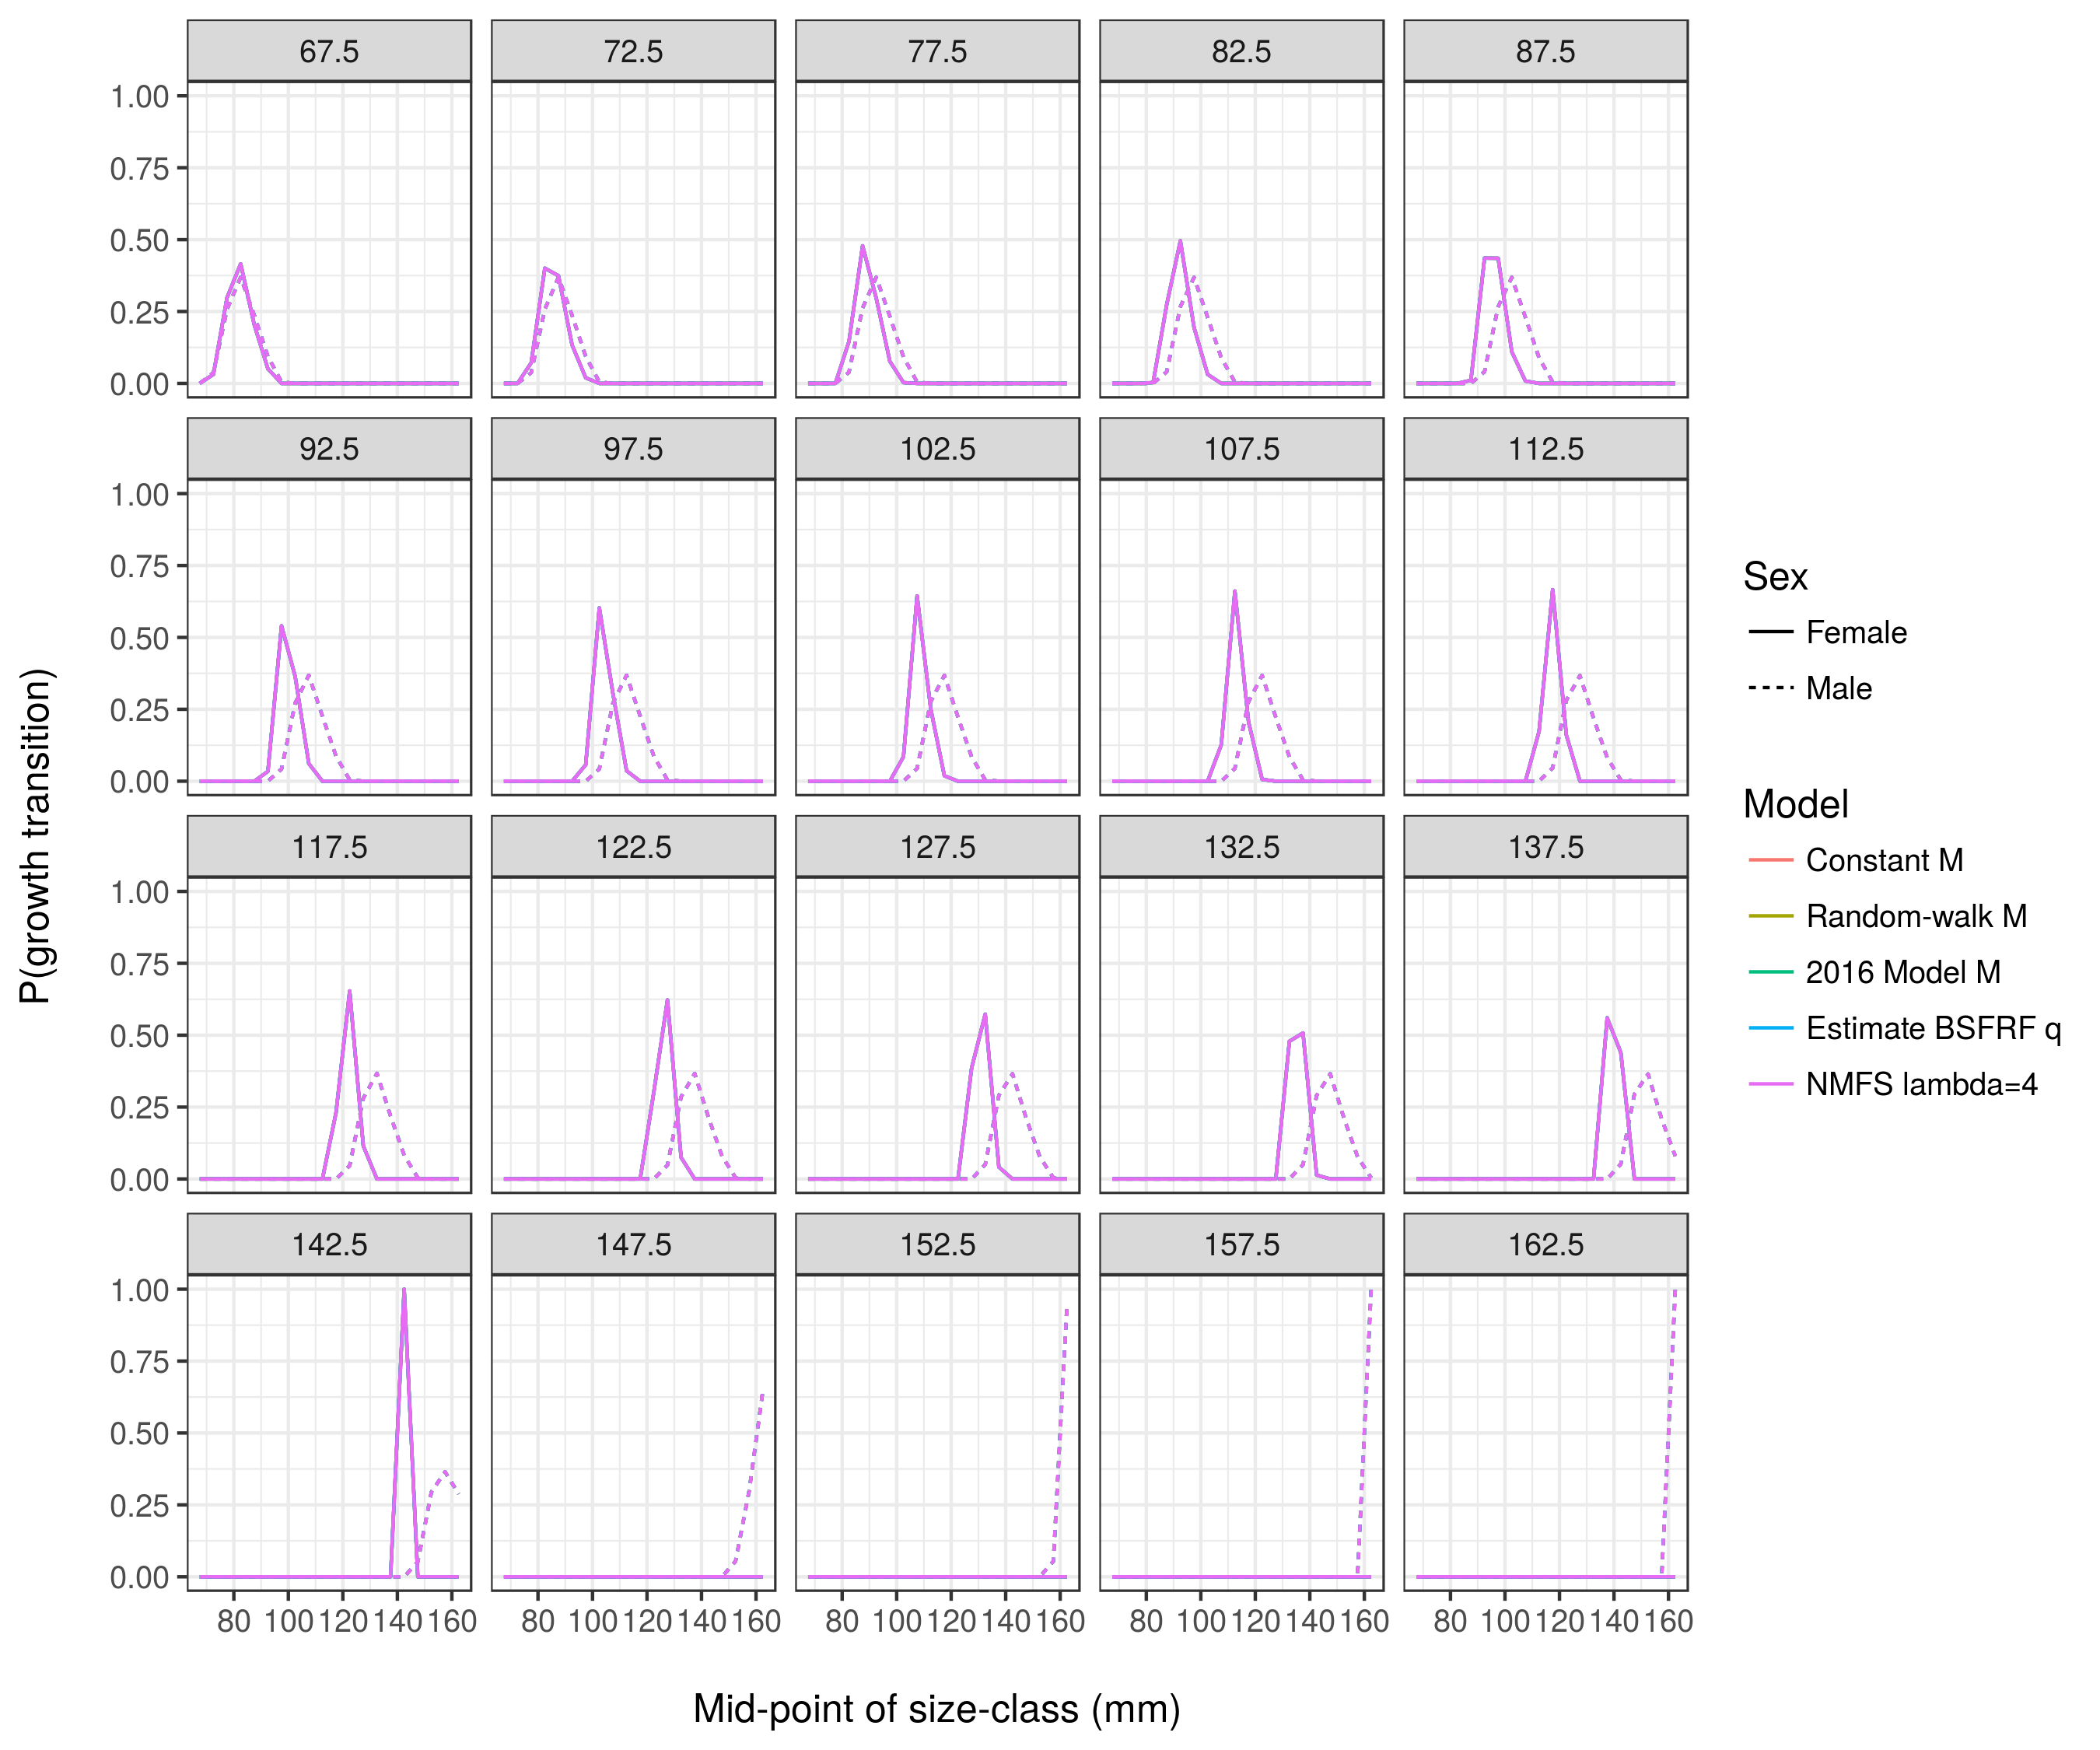 67.5 72.5 77.5 82.5 87.5
1.00
0.75
0.50
0.25
0.00
92.5 97.5 102.5 107.5 112.5
1.00
0.75
0.50
0.25
0.00
117.5 122.5 127.5 132.5 137.5
1.00
0.75
0.50
0.25
0.00
142.5 147.5 152.5 157.5 162.5
1.00
0.75
0.50
0.25
0.00
80 100 120 140 160 80 100 120 140 160 80 100 120 140 160 80 100 120 140 160 80 100 120 140 160
Mid-point of size-class (mm)
P(growth transition)
Sex
Female
Male
Model
Constant M
Random-walk M
2016 Model M
Estimate BSFRF q
NMFS lambda=4